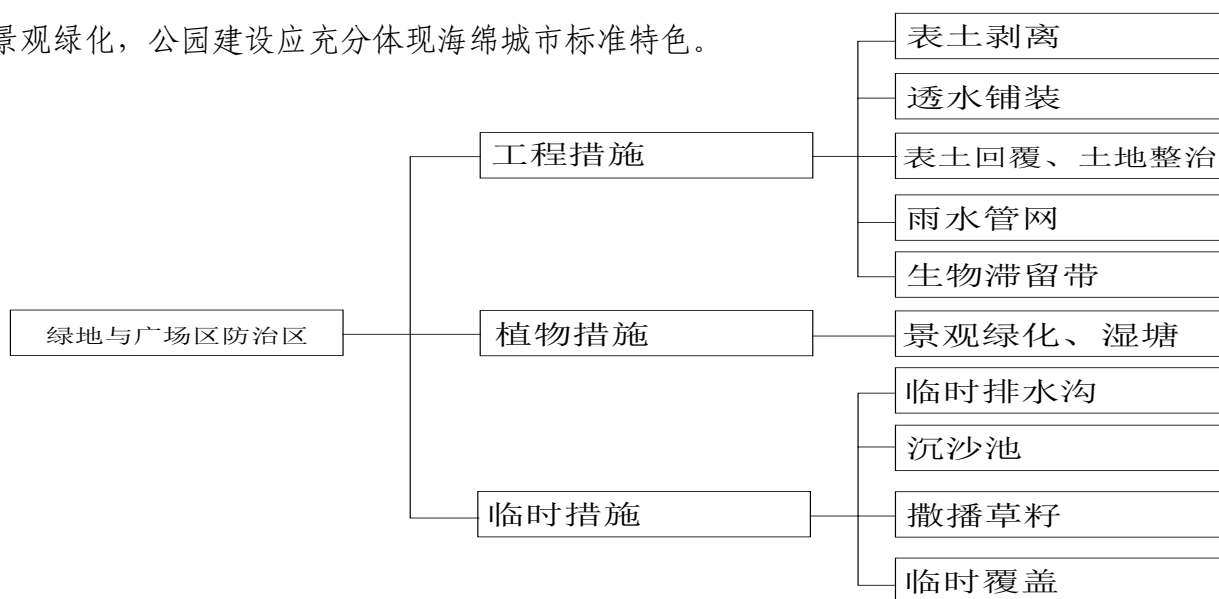 景观绿化，公园建设应充分体现海绵城市标准特色。
表土剥离
透水铺装
工程措施
表土回覆、土地整治
雨水管网
生物滞留带
绿地与广场区防治区
植物措施
景观绿化、湿塘
临时排水沟
沉沙池
临时措施
撒播草籽
临时覆盖